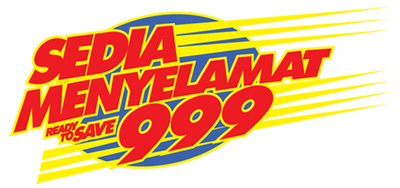 SEDIA
MENYELAMAT
READY
TO SAVE
999